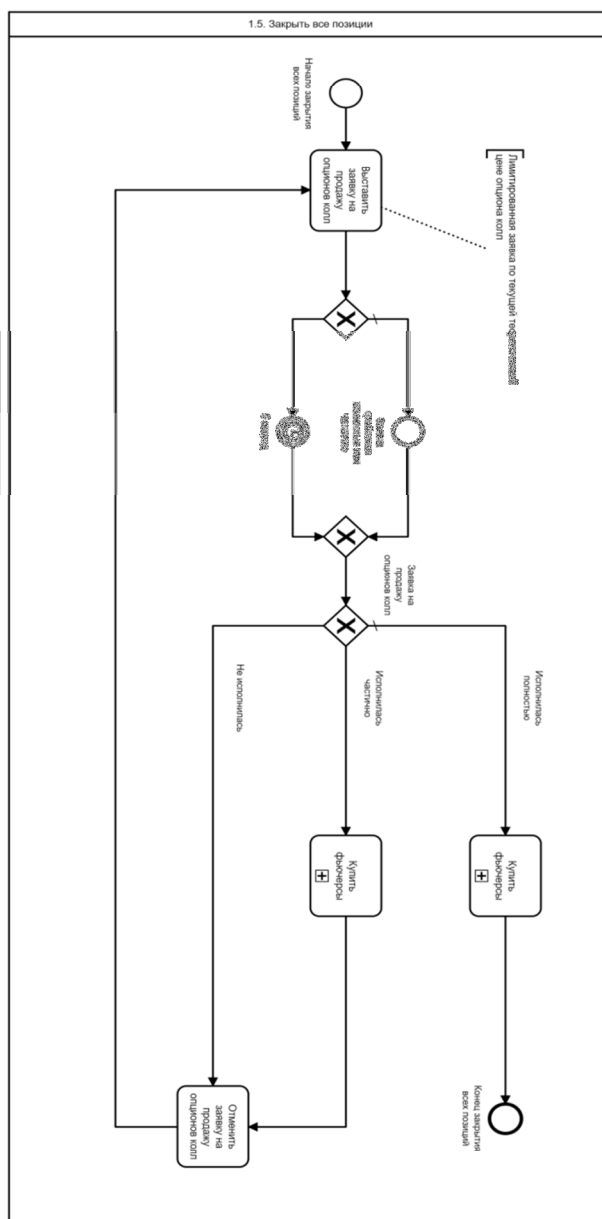 1.5. Закрыть все позиции
Начало закрытия
всех позиций
Выставить
заявку на
продажу
опционов колл
Лимитированная заявка по текущей
цене опциона колл
Заявка на
продажу
опционов колл
Исполнилась
полностью
Исполнилась
частично
Не исполнилась
Купить
фьючерсы
Купить
фьючерсы
Отменить
заявку на
продажу
опционов колл
Конец закрытия
всех позиций